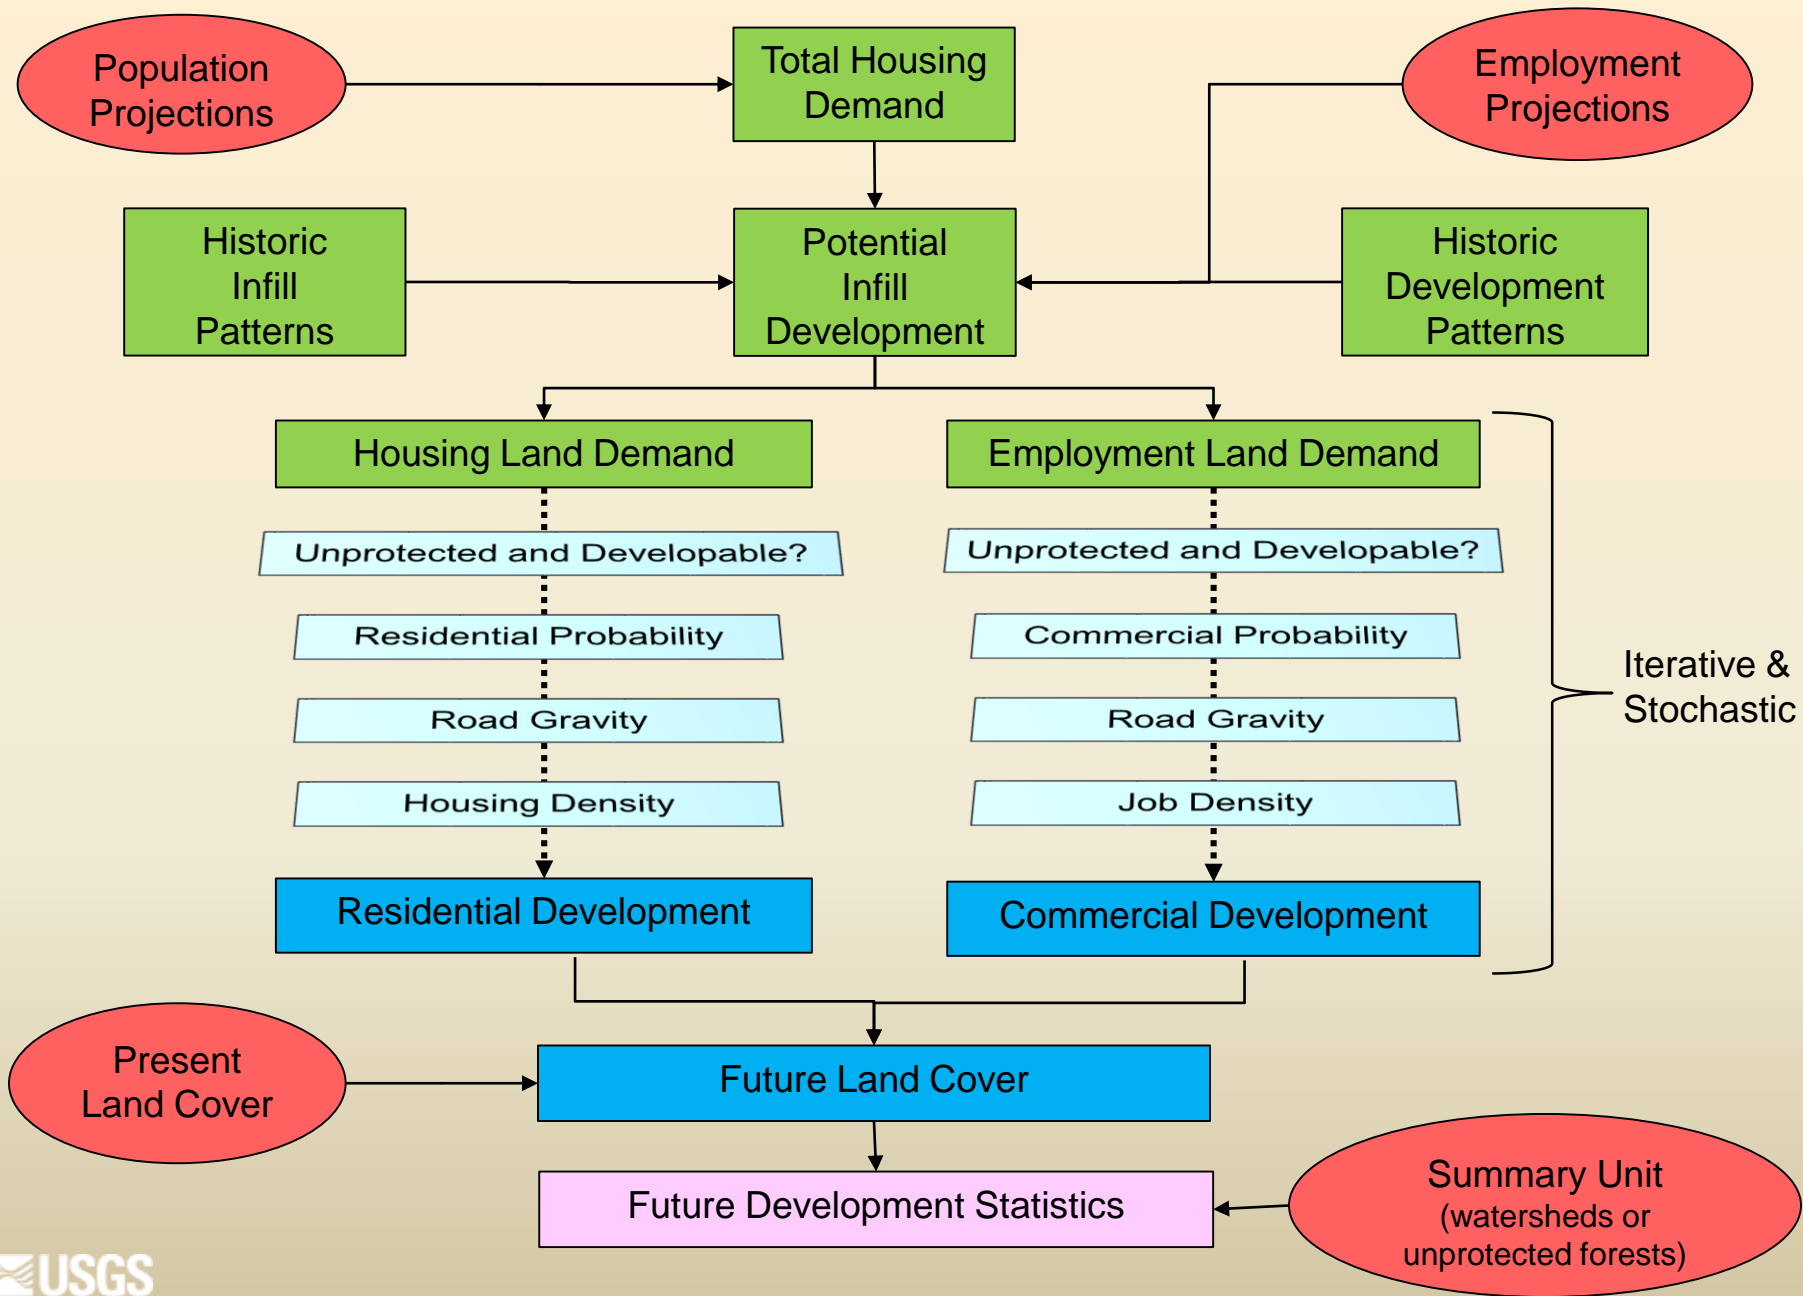 Population
Projections
Total Housing
Demand
Employment
Projections
Historic
Infill
Patterns
Potential
Infill
Development
Historic
Development
Patterns
Housing Land Demand
Employment Land Demand
Unprotected and Developable?
Unprotected and Developable?
Residential Probability
Commercial Probability
Road Gravity
Road Gravity
Housing Density
Job Density
Iterative &
Stochastic
Residential Development
Commercial Development
Present
Land Cover
Future Land Cover
Future Development Statistics
Summary Unit
(watersheds or
unprotected forests)
USGS